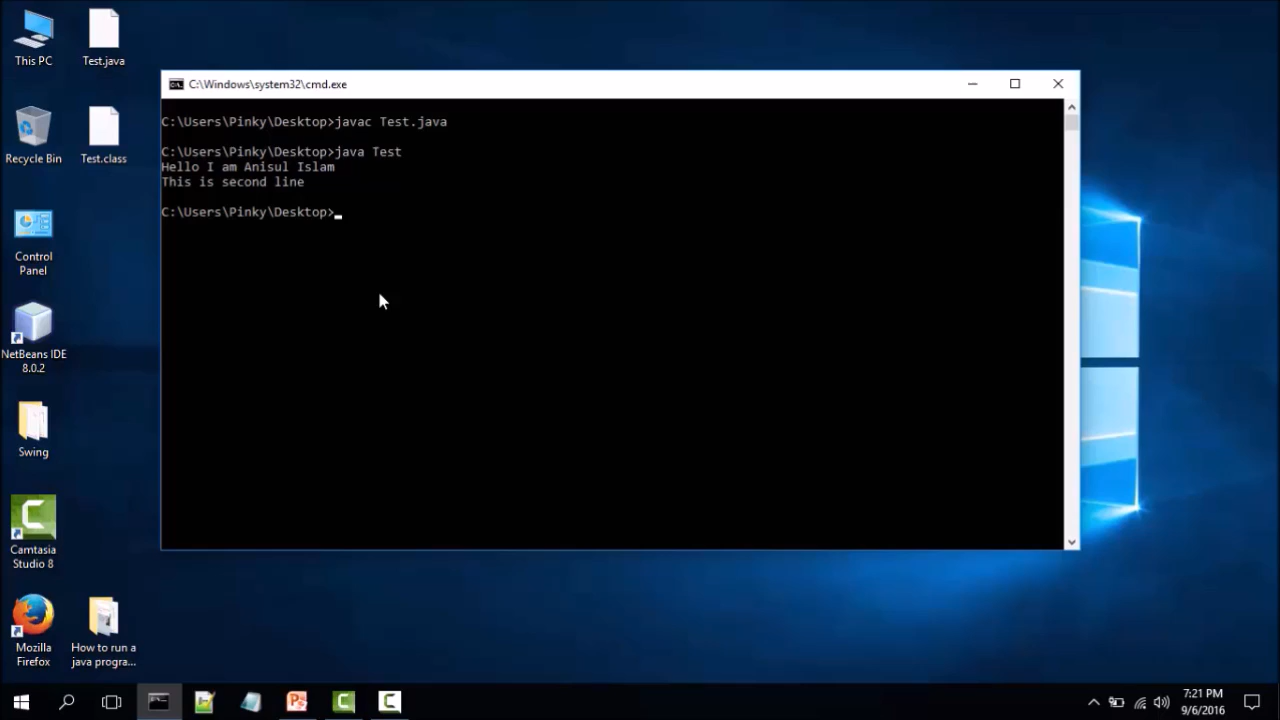 This PC
Test.java
Recycle Bin
Test.class
Control
Panel
NetBeans IDE
8.0.2
Swing
Camtasia
Studio 8
Mozilla
Firefox
How to run a
java progra...
C:\Windows\system32\cmd.exe
C:\Users\Pinky\Desktop>javac Test.java
C:\Users\Pinky\Desktop>java Test
Hello I am Anisul Islam
This is second line
C:\Users\Pinky\Desktop>
7:21 PM
9/6/2016